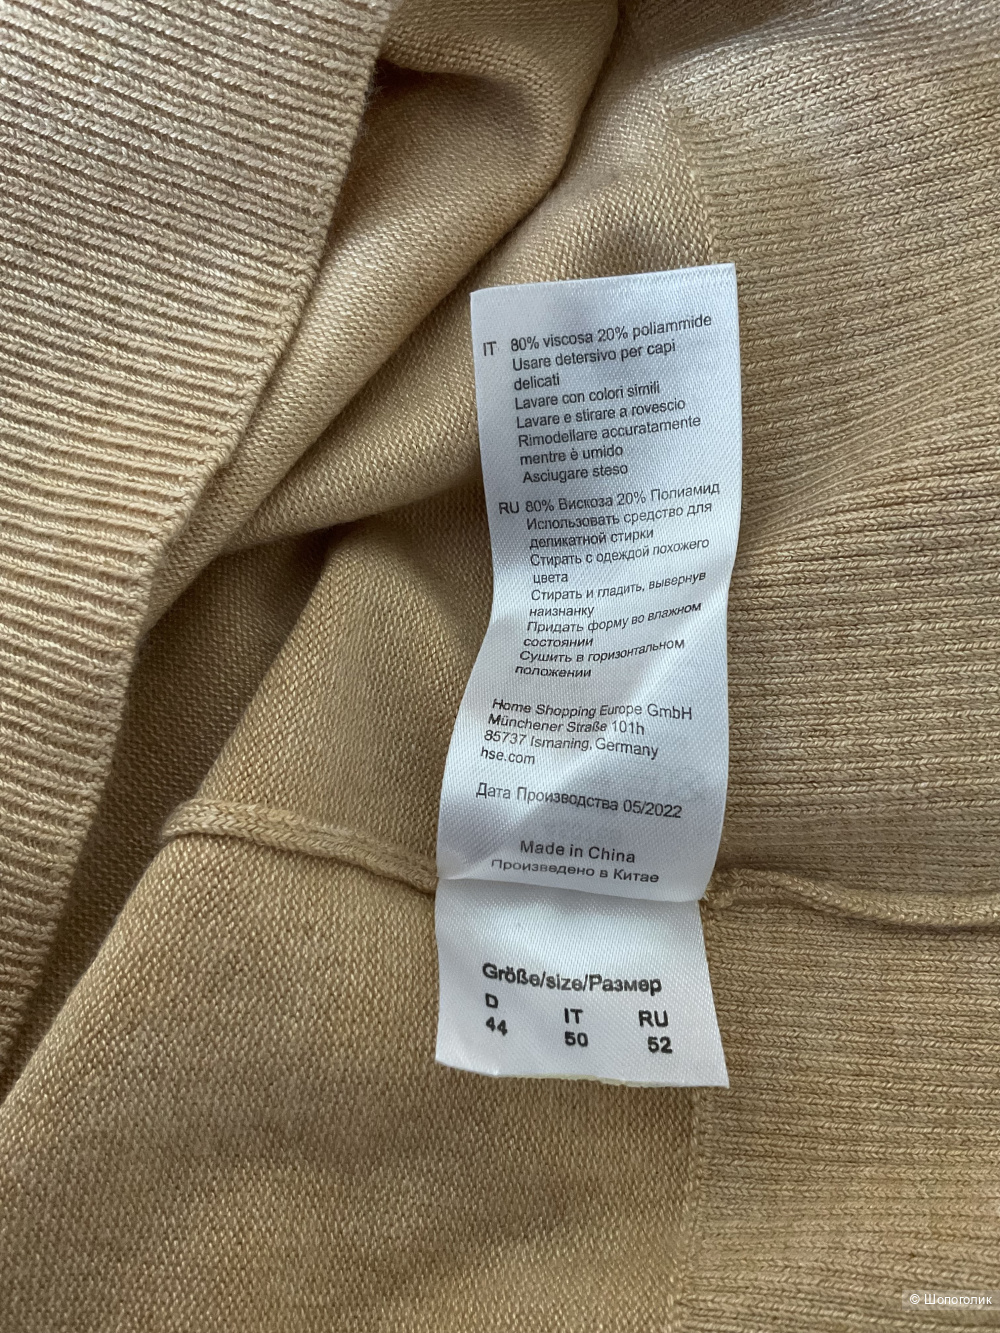 IT 80% viscosa 20% poliammide
Usare detersivo per capi
delicati
Lavare con colori simili
Lavare e stirare a rovescio
Rimodellare accuratamente
mentre è umido
Asciugare steso
RU 80% Вискоза 20% Полиамид
Использовать средство для
деликатной стирки
Стирать с одеждой похожего
цвета
Стирать и гладить, вывернув
наизнанку
Придать форму во влажном
состоянии
Сушить в горизонтальном
положении
Home Shopping Europe GmbH
Münchener Straße 101h
85737 Ismaning, Germany
hse.com
Дата Производства 05/2022
Made in China
Произведено в Китае
Größe/size/Размер
D IT RU
44 50 52
© Шопоголик